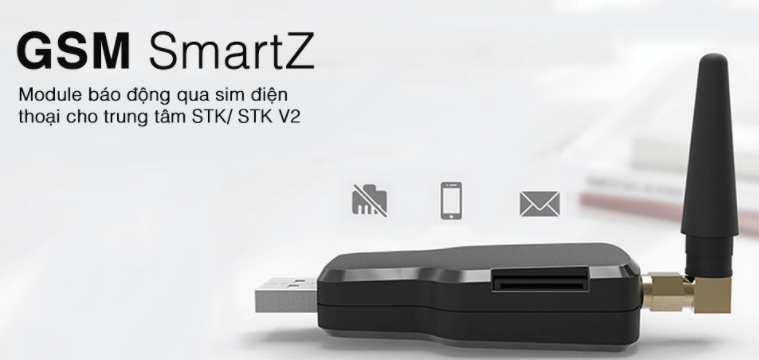 GSM SmartZ
Module báo động qua sim điện
thoại cho trung tâm STK/ STK V2